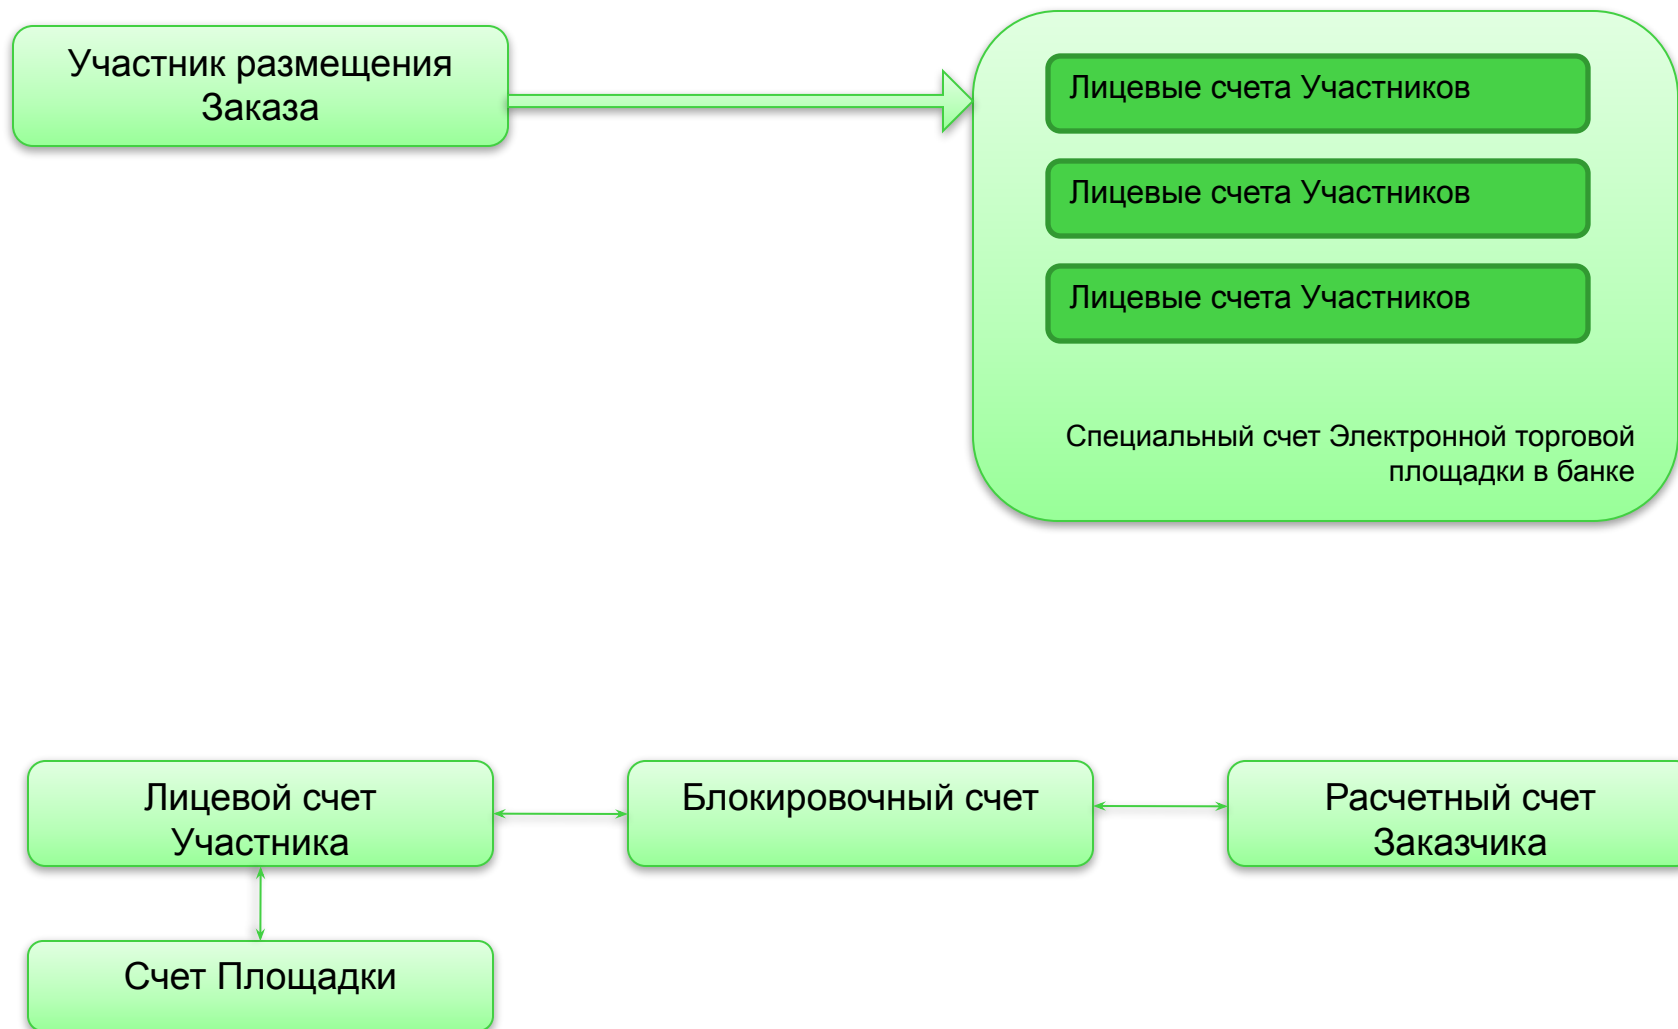 Участник размещения
Заказа
Лицевые счета Участников
Лицевые счета Участников
Лицевые счета Участников
Специальный счет Электронной торговой
площадки в банке
Лицевой счет
Участника
Блокировочный счет
Расчетный счет
Заказчика
Счет Площадки